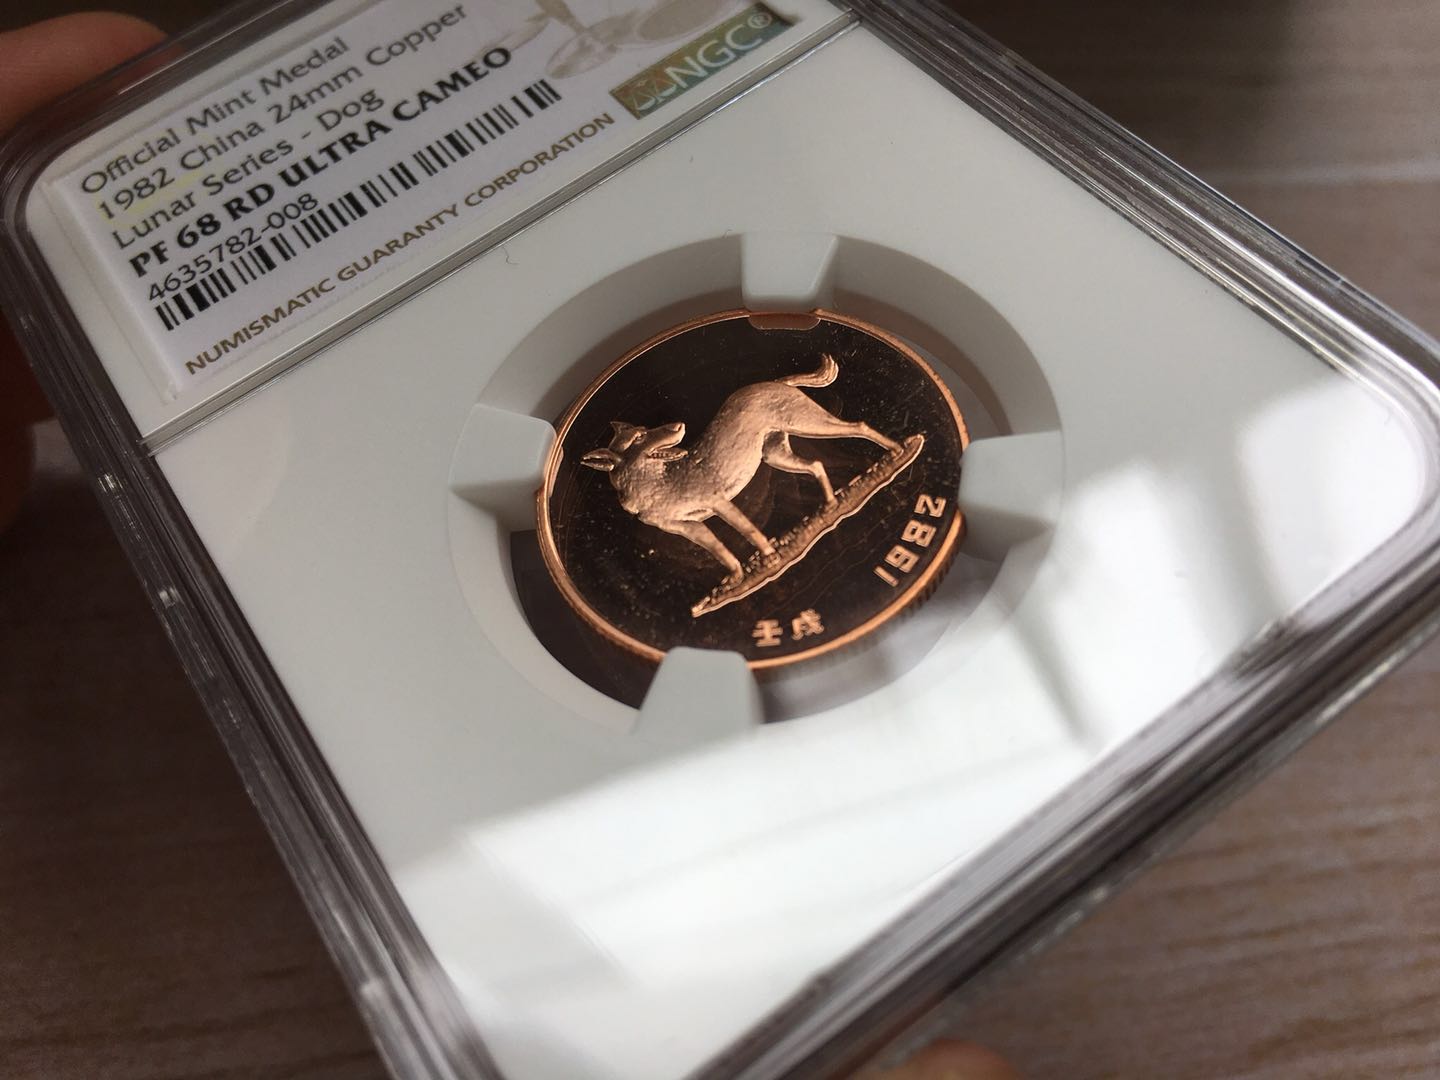 Official Mint Medal
1982 China 24mm Copper
Lunar Series - Dog
PF 68 RD ULTRA CAMEO
4635782-008
NGC®
NUMISMATIC GUARANTY CORPORATION
1982
壬戌